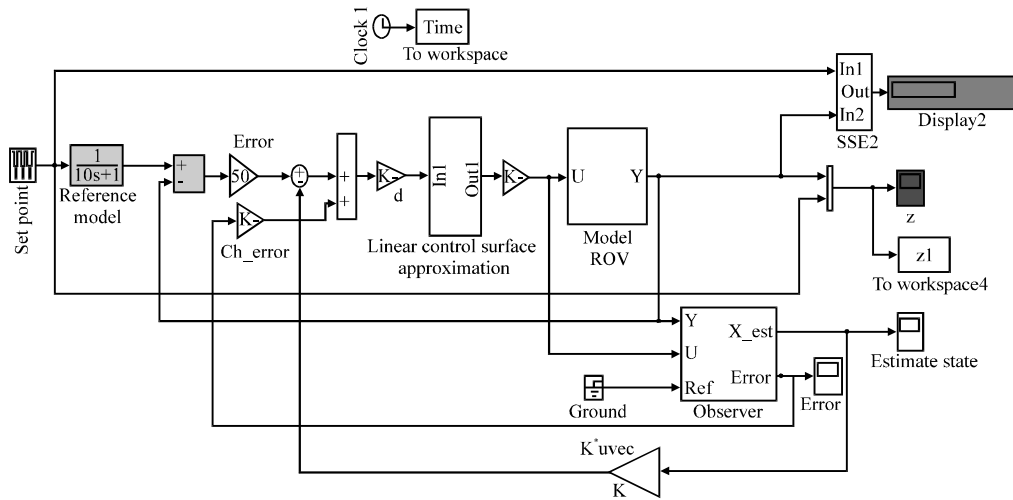 Clock 1
Time
To workspace
In1
Out
In2
SSE2
Display2
Set point
1
10s+1
Reference
model
+
-
Error
50
+
-
+
+
K-
d
In1
Out1
Linear control surface
approximation
K-
U
Y
Model
ROV
K-
Ch_error
z
z1
To workspace4
Y
U
Ref
X_est
Error
Observer
Ground
Estimate state
Error
K*uvec
K